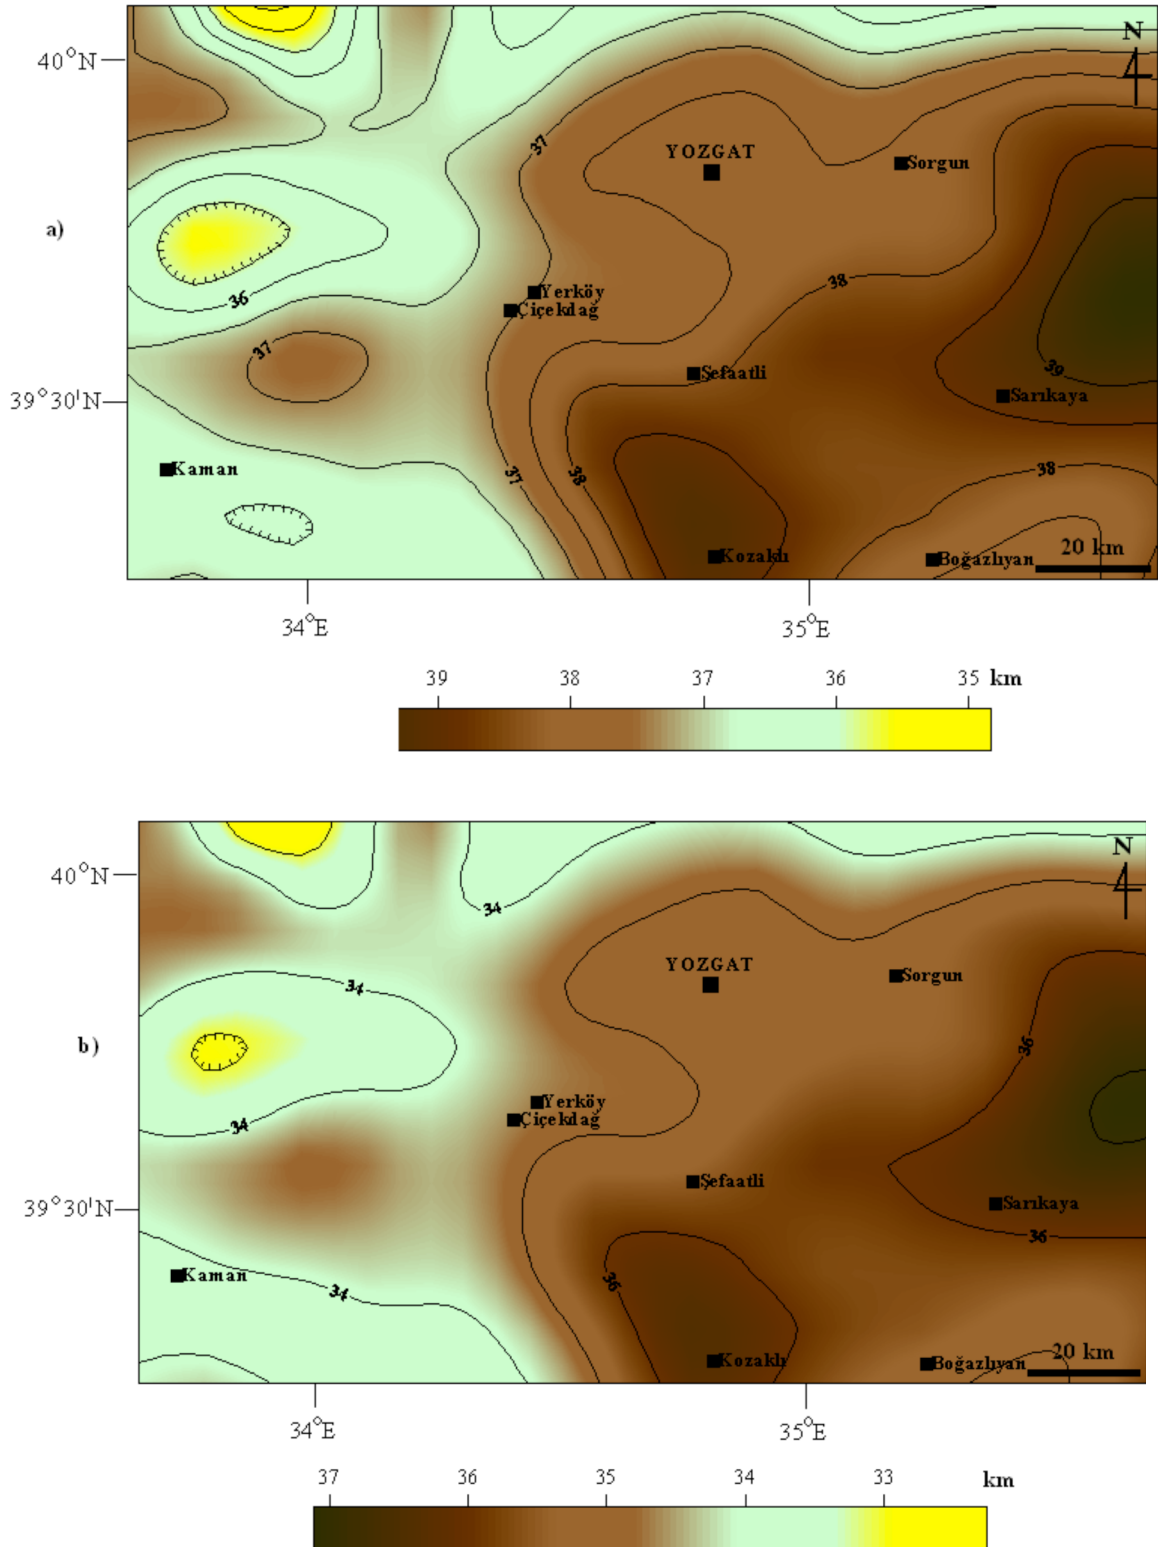 40°N
N
37
YOZGAT
Sorgun
a)
36
Yerköy
Çiçekdağ
38
37
Şefaatli
39
39°30'N
Sarıkaya
Kaman
37
38
38
Kozaklı
Boğazlıyan
20 km
34°E
35°E
39
38
37
36
35
km
40°N
N
34
YOZGAT
Sorgun
34
b)
36
Yerköy
Çiçekdağ
34
Şefaatli
39°30'N
Sarıkaya
36
Kaman
34
36
Kozaklı
Boğazlıyan
20 km
34°E
35°E
37
36
35
34
33
km